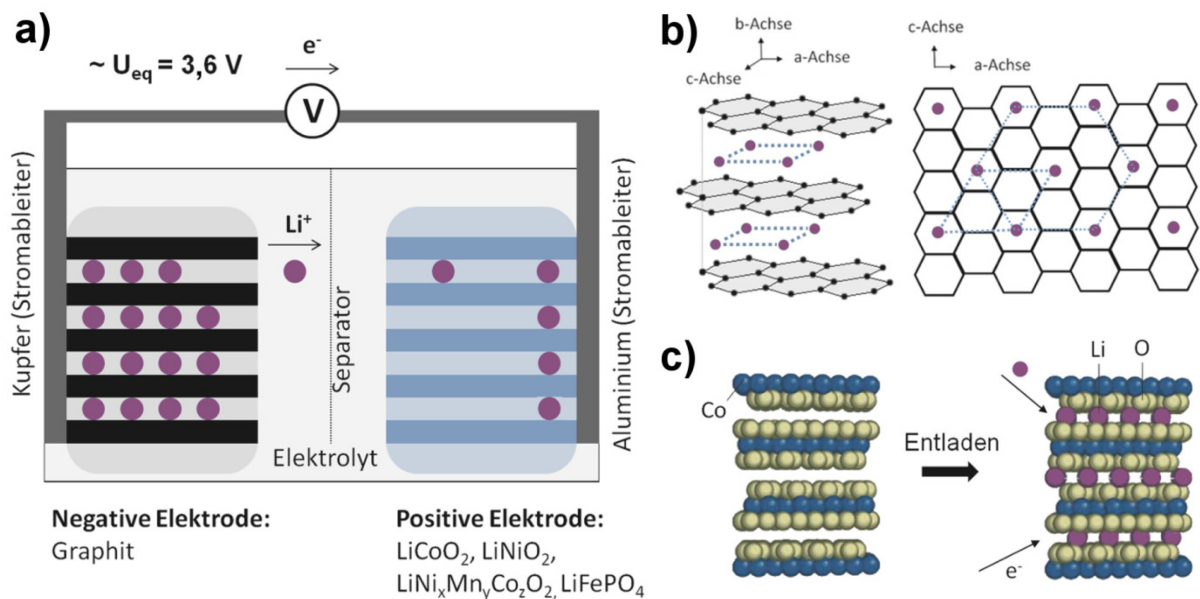 a)
~ Ueq = 3,6 V
e⁻
V
Kupfer (Stromableiter)
Li⁺
Separator
Elektrolyt
Aluminium (Stromableiter)
Negative Elektrode:
Graphit
Positive Elektrode:
LiCoO₂, LiNiO₂,
LiNiₓMnᵧCo_zO₂, LiFePO₄
b)
b-Achse
a-Achse
c-Achse
c-Achse
a-Achse
c)
Co
Entladen
Li
O
e⁻